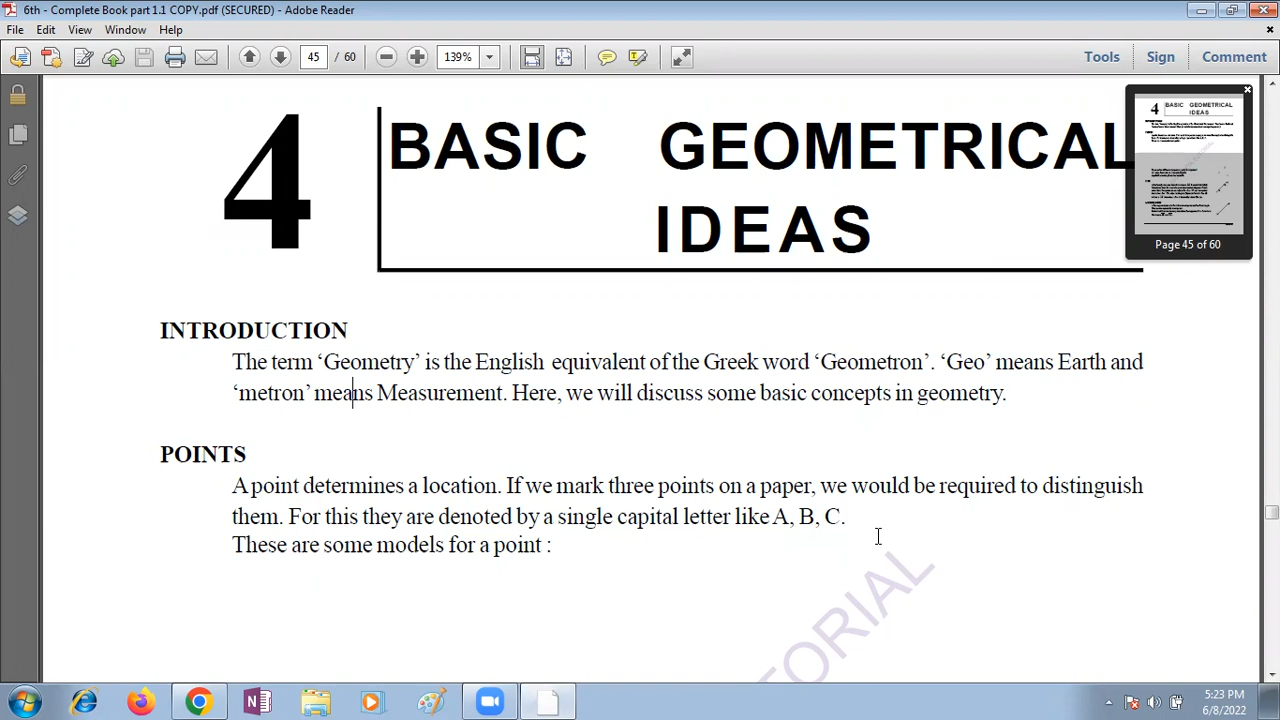 6th - Complete Book part 1.1 COPY.pdf (SECURED) - Adobe Reader
File Edit View Window Help
45 / 60 139% Tools Sign Comment
4 BASIC GEOMETRICAL
IDEAS
4 BASIC GEOMETRICAL
IDEAS
Page 45 of 60
INTRODUCTION
The term ‘Geometry’ is the English equivalent of the Greek word ‘Geometron’. ‘Geo’ means Earth and
‘metron’ means Measurement. Here, we will discuss some basic concepts in geometry.
POINTS
A point determines a location. If we mark three points on a paper, we would be required to distinguish
them. For this they are denoted by a single capital letter like A, B, C.
These are some models for a point :
TORIAL
5:23 PM
6/8/2022